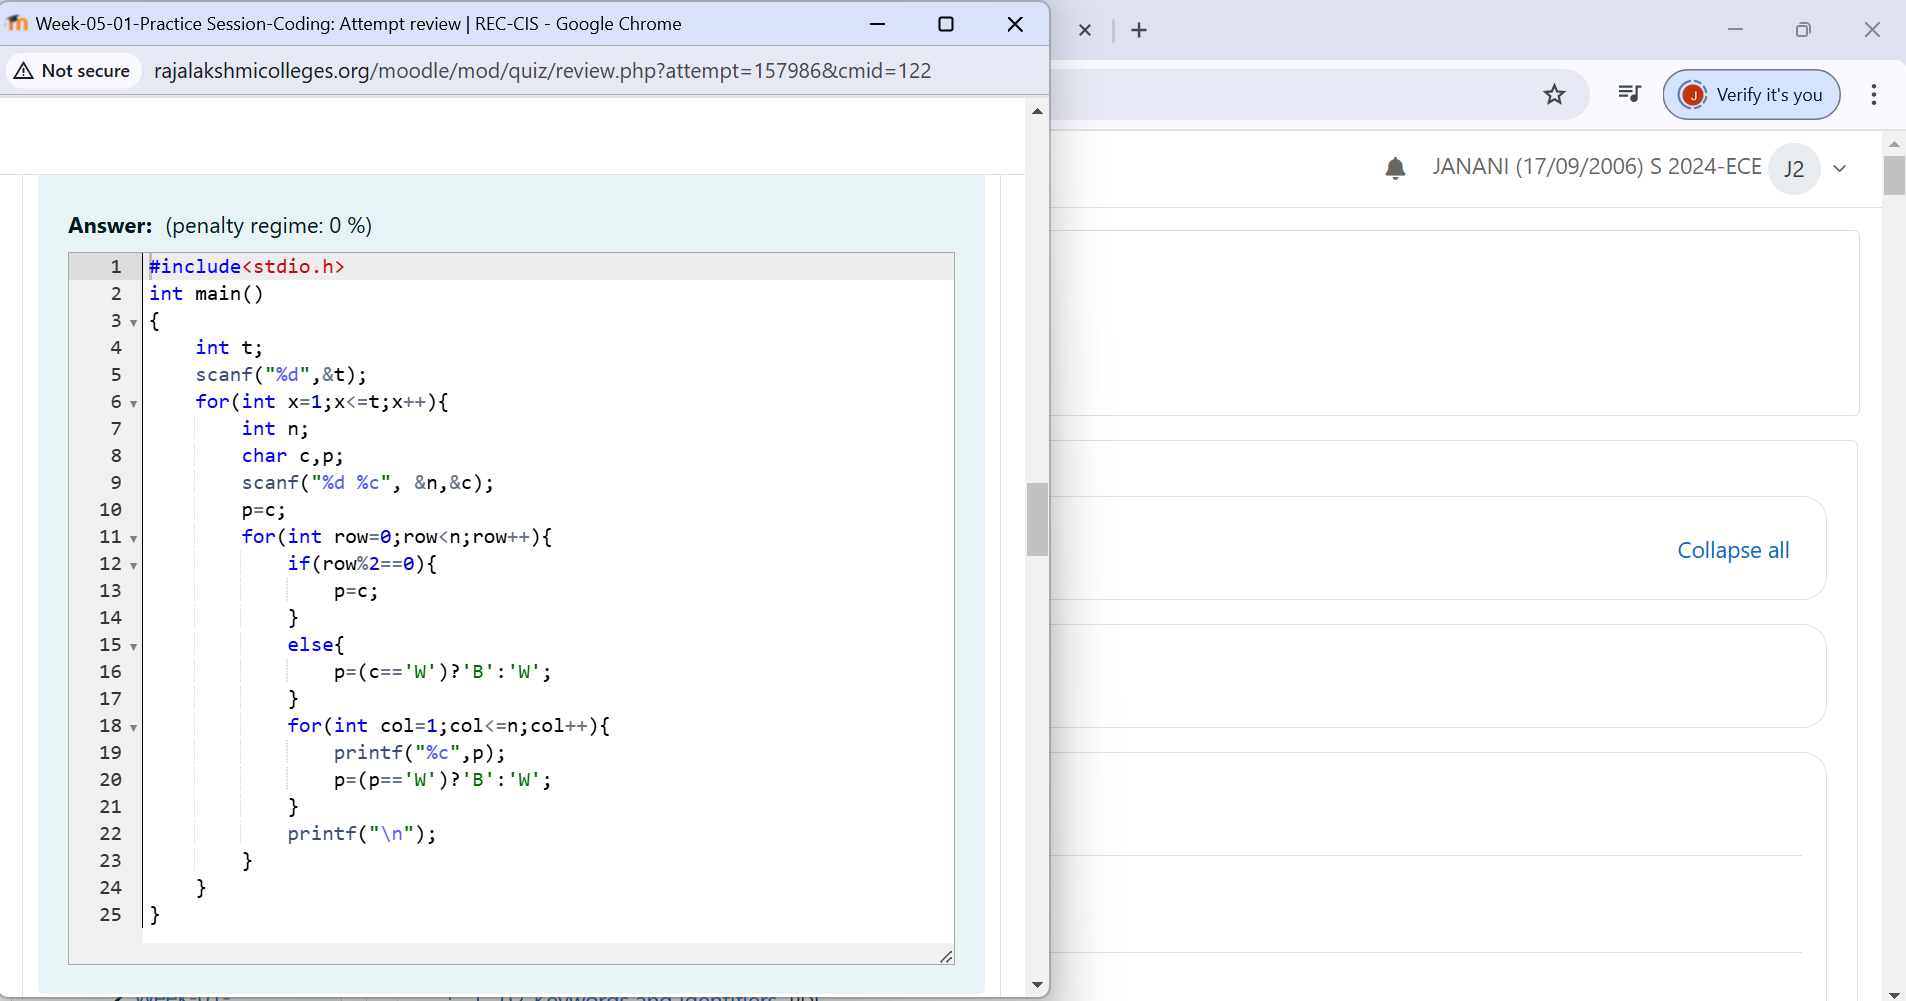 Week-05-01-Practice Session-Coding: Attempt review | REC-CIS - Google Chrome
Not secure rajalakshmicolleges.org/moodle/mod/quiz/review.php?attempt=157986&cmid=122
Verify it's you
JANANI (17/09/2006) S 2024-ECE J2
Collapse all
Answer: (penalty regime: 0 %)
1 #include<stdio.h>
2 int main()
3 {
4     int t;
5     scanf("%d",&t);
6     for(int x=1;x<=t;x++){
7         int n;
8         char c,p;
9         scanf("%d %c", &n,&c);
10         p=c;
11         for(int row=0;row<n;row++){
12             if(row%2==0){
13                 p=c;
14             }
15             else{
16                 p=(c=='W')?'B':'W';
17             }
18             for(int col=1;col<=n;col++){
19                 printf("%c",p);
20                 p=(p=='W')?'B':'W';
21             }
22             printf("\n");
23         }
24     }
25 }